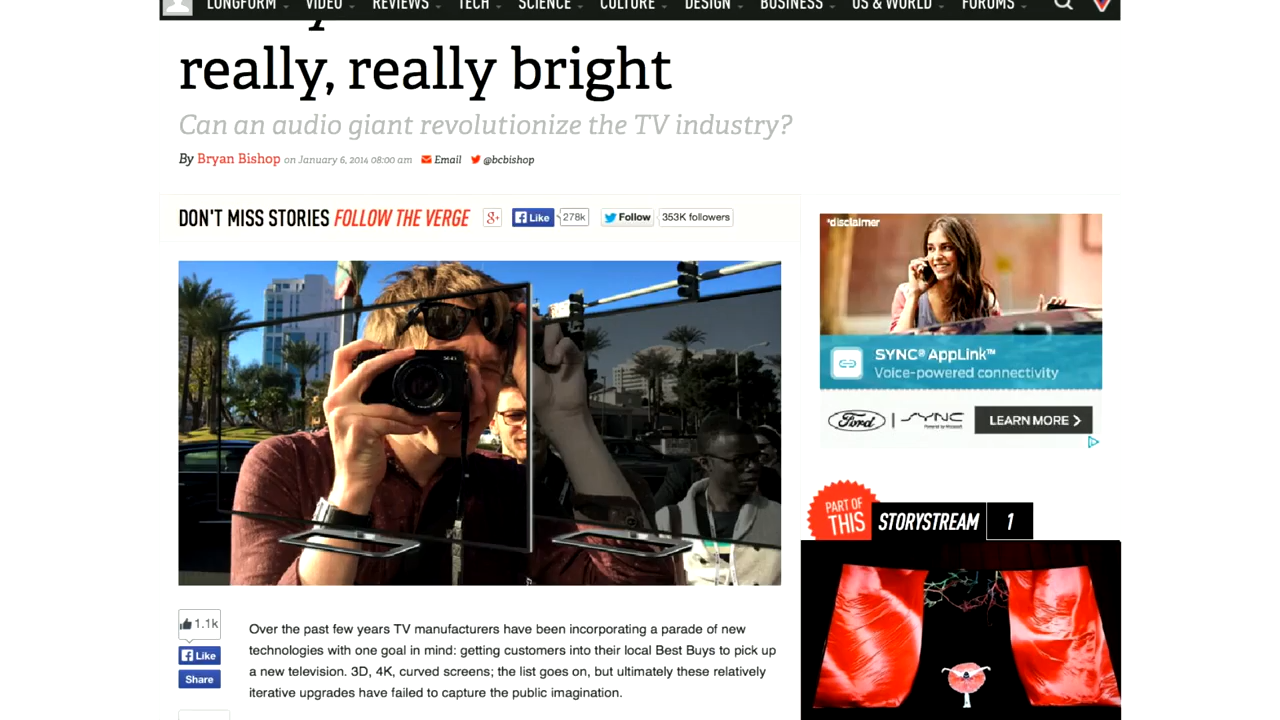 LONGFORM VIDEO REVIEWS TECH SCIENCE CULTURE DESIGN BUSINESS US & WORLD FORUMS
really, really bright
Can an audio giant revolutionize the TV industry?
By Bryan Bishop on January 6, 2014 08:00 am Email @bcbishop
DON'T MISS STORIES FOLLOW THE VERGE
g+ Like 278k Follow 353K followers
*disclaimer
SYNC® AppLink™
Voice-powered connectivity
Ford SYNC LEARN MORE
PART OF
THIS
STORYSTREAM 1
1.1k
Like
Share
Over the past few years TV manufacturers have been incorporating a parade of new
technologies with one goal in mind: getting customers into their local Best Buys to pick up
a new television. 3D, 4K, curved screens; the list goes on, but ultimately these relatively
iterative upgrades have failed to capture the public imagination.